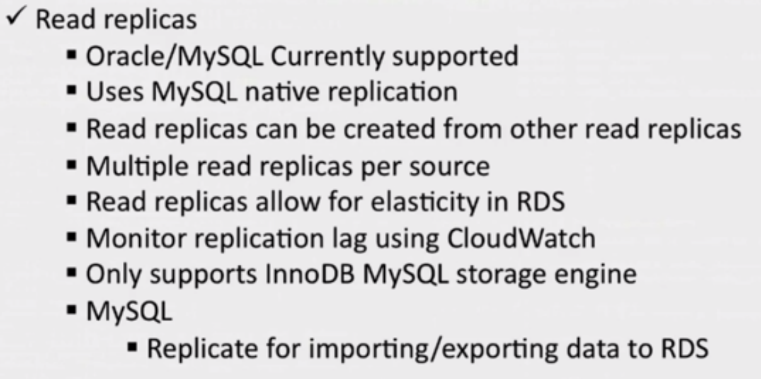 ✓ Read replicas
▪ Oracle/MySQL Currently supported
▪ Uses MySQL native replication
▪ Read replicas can be created from other read replicas
▪ Multiple read replicas per source
▪ Read replicas allow for elasticity in RDS
▪ Monitor replication lag using CloudWatch
▪ Only supports InnoDB MySQL storage engine
▪ MySQL
▪ Replicate for importing/exporting data to RDS